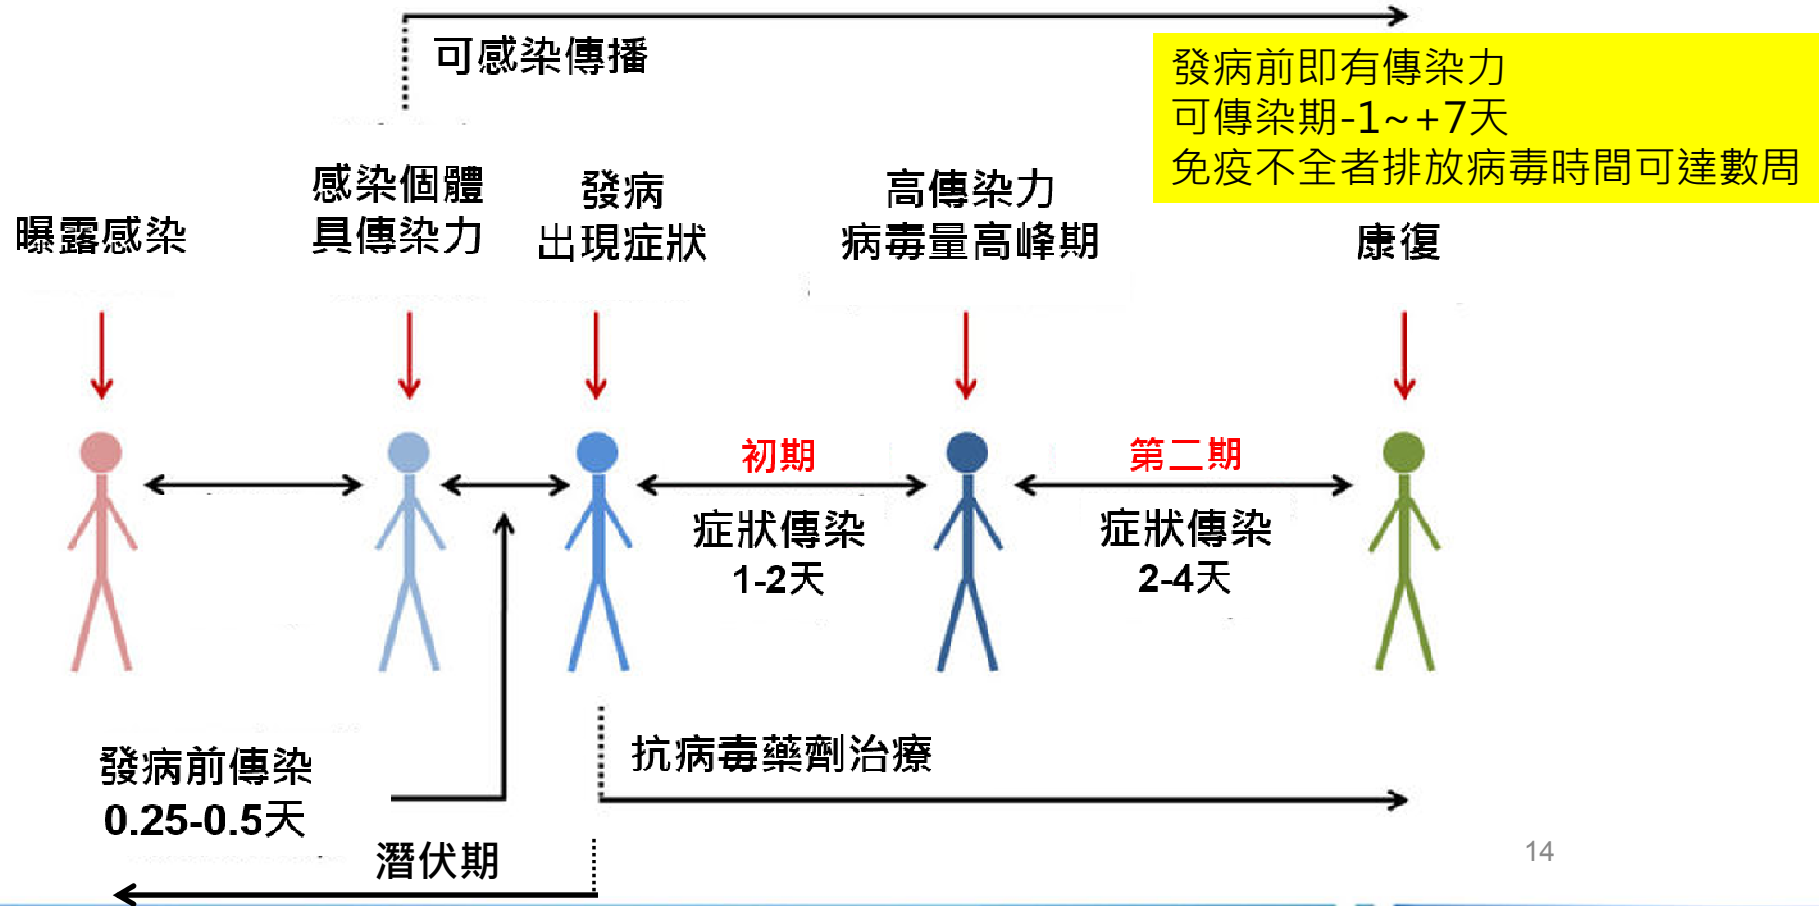 可感染傳播
發病前即有傳染力
可傳染期-1~+7天
免疫不全者排放病毒時間可達數周
曝露感染
感染個體
具傳染力
發病
出現症狀
高傳染力
病毒量高峰期
康復
初期
症狀傳染
1-2天
第二期
症狀傳染
2-4天
發病前傳染
0.25-0.5天
抗病毒藥劑治療
潛伏期
14